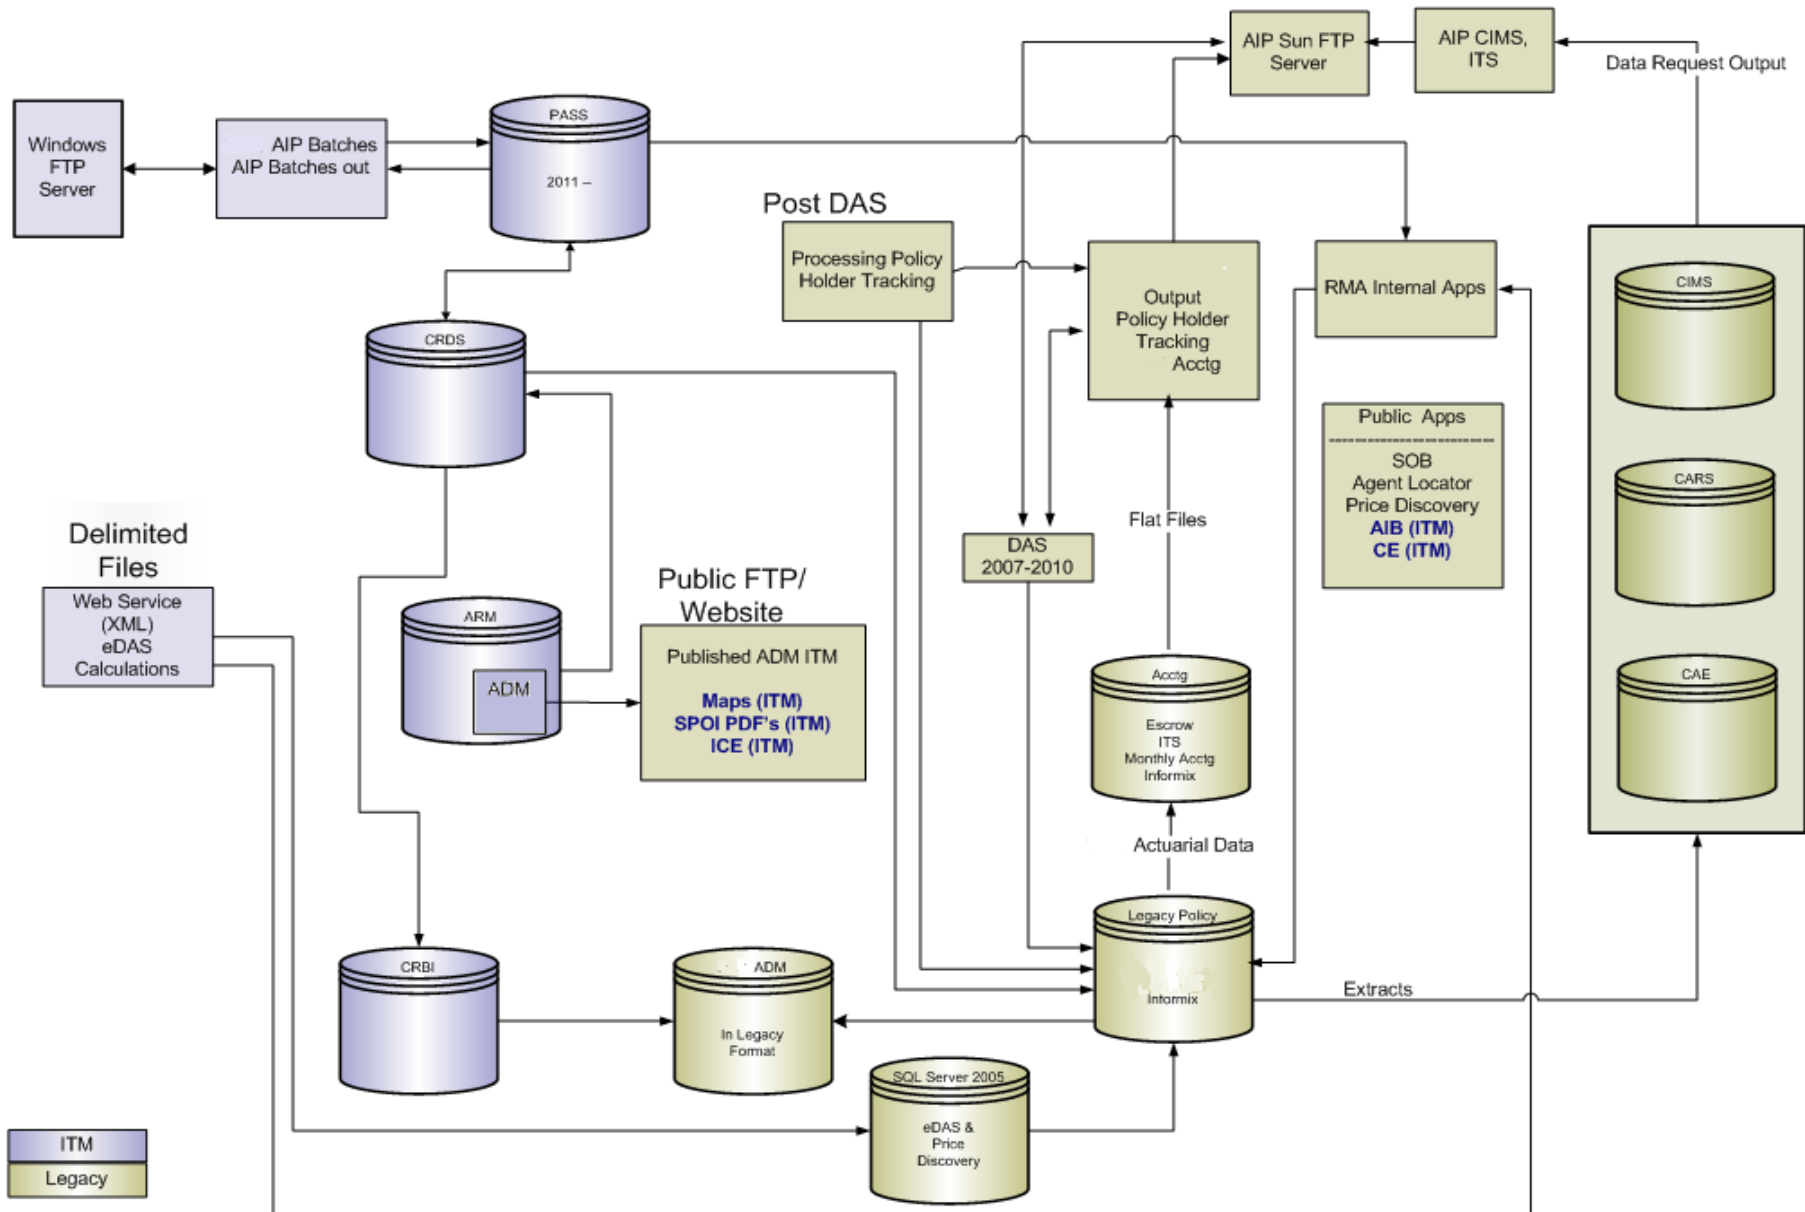 AIP Sun FTP
Server
AIP CIMS,
ITS
Data Request Output
Windows
FTP
Server
AIP Batches
AIP Batches out
PASS
2011 –
Post DAS
Processing Policy
Holder Tracking
Output
Policy Holder
Tracking
Acctg
RMA Internal Apps
CIMS
CRDS
Public Apps
-----------------------------
SOB
Agent Locator
Price Discovery
AIB (ITM)
CE (ITM)
CARS
Flat Files
DAS
2007-2010
Delimited
Files
Web Service
(XML)
eDAS
Calculations
Public FTP/
Website
Published ADM ITM
Maps (ITM)
SPOI PDF's (ITM)
ICE (ITM)
ARM
ADM
Acctg
Escrow
ITS
Monthly Acctg
Informix
CAE
Actuarial Data
Legacy Policy
Informix
Extracts
CRBI
ADM
In Legacy
Format
SQL Server 2005
eDAS &
Price
Discovery
ITM
Legacy